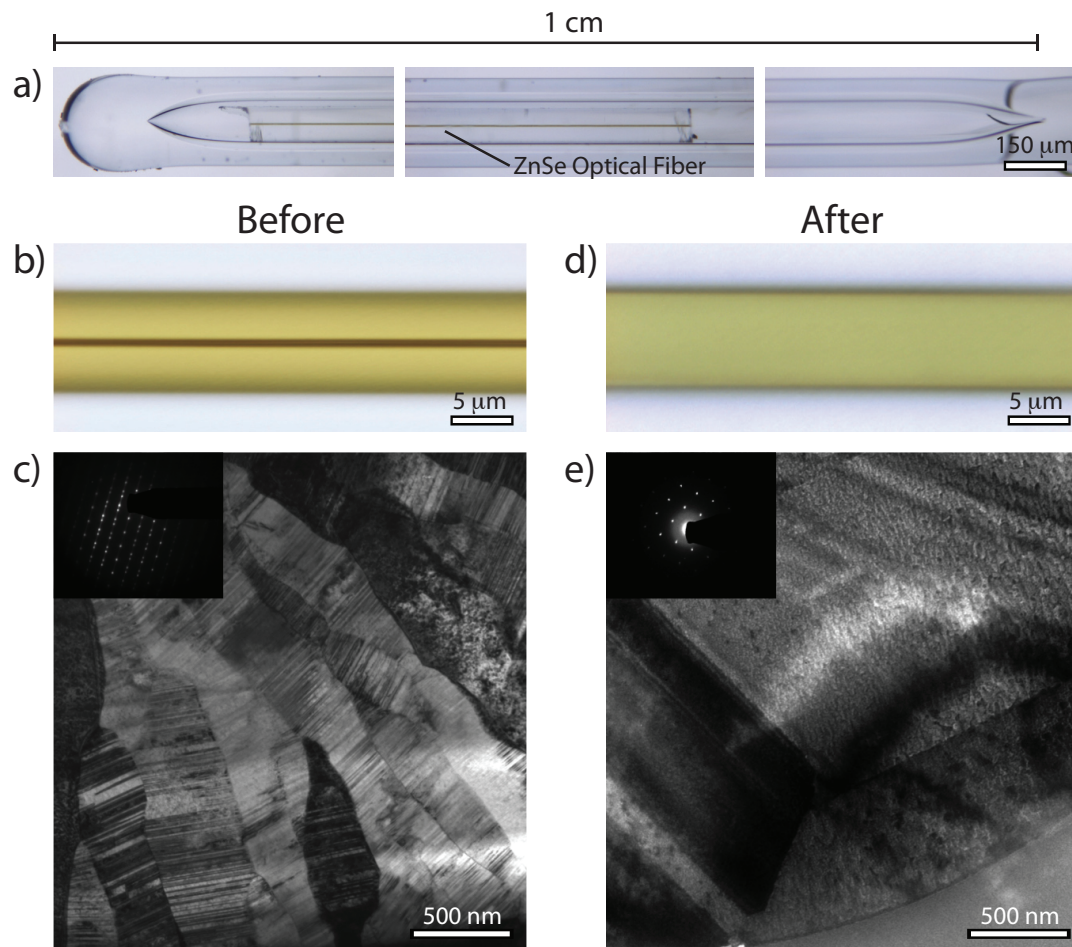 1 cm
a)
ZnSe Optical Fiber
150 μm
Before
After
b)
5 μm
d)
5 μm
c)
500 nm
e)
500 nm